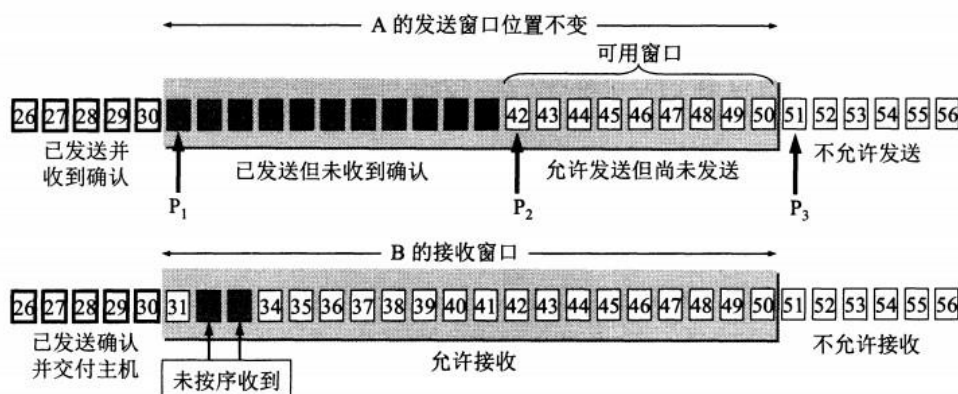 A 的发送窗口位置不变
可用窗口
26 27 28 29 30 42 43 44 45 46 47 48 49 50 51 52 53 54 55 56
已发送并
收到确认
已发送但未收到确认
允许发送但尚未发送
不允许发送
P1 P2 P3
B 的接收窗口
26 27 28 29 30 31 34 35 36 37 38 39 40 41 42 43 44 45 46 47 48 49 50 51 52 53 54 55 56
已发送确认
并交付主机
未按序收到
允许接收
不允许接收